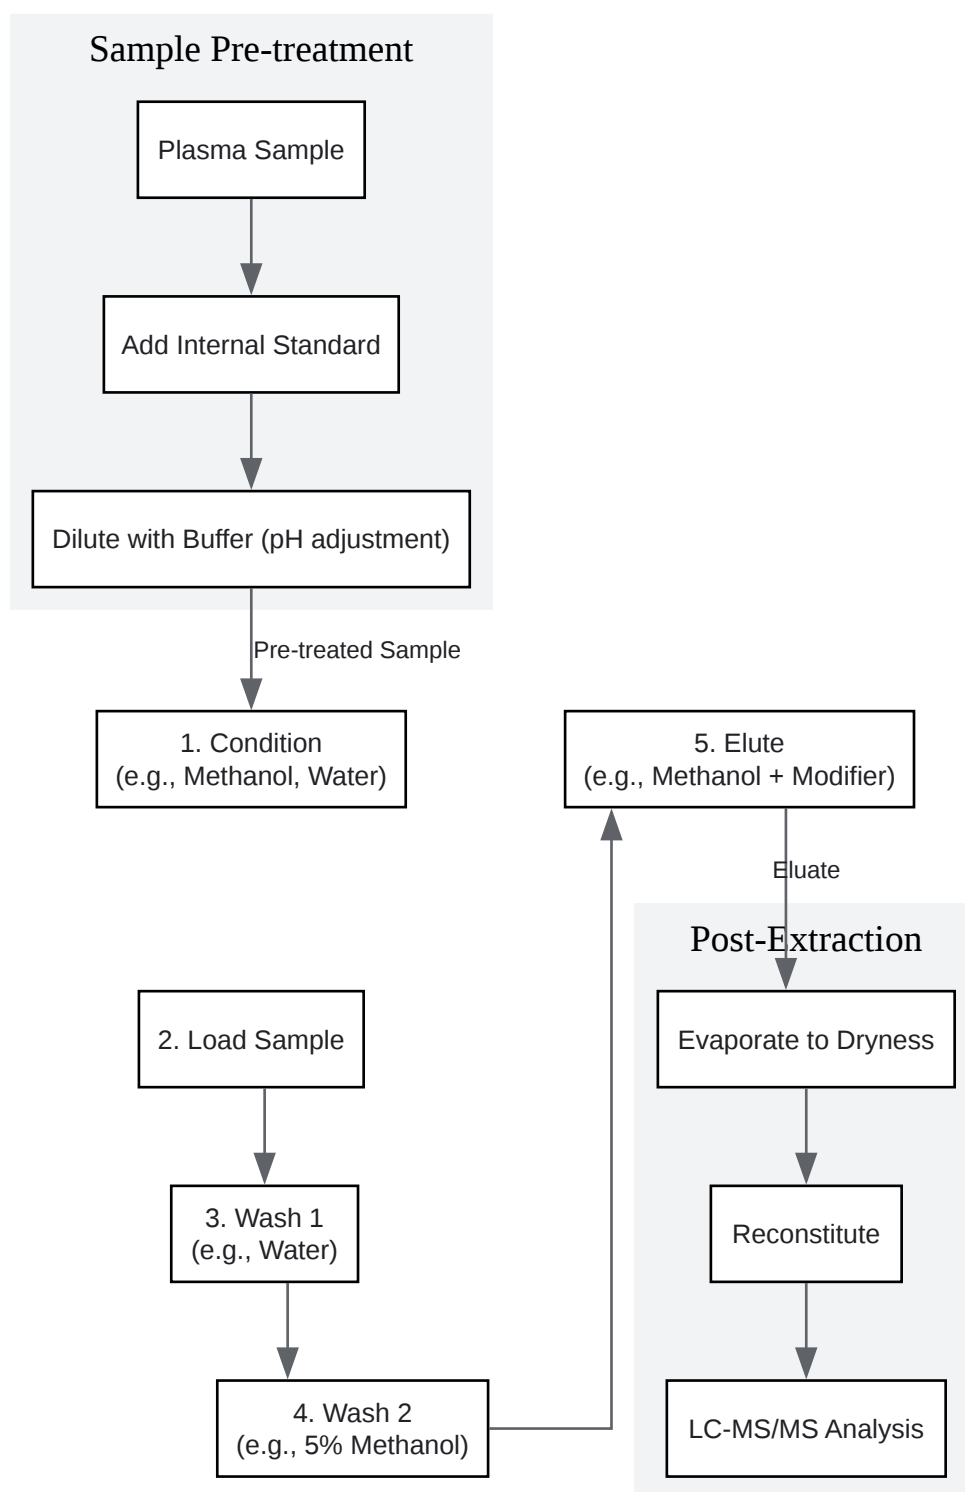 Sample Pre-treatment
Plasma Sample
Add Internal Standard
Dilute with Buffer (pH adjustment)
Pre-treated Sample
1. Condition
(e.g., Methanol, Water)
2. Load Sample
3. Wash 1
(e.g., Water)
4. Wash 2
(e.g., 5% Methanol)
5. Elute
(e.g., Methanol + Modifier)
Eluate
Post-Extraction
Evaporate to Dryness
Reconstitute
LC-MS/MS Analysis